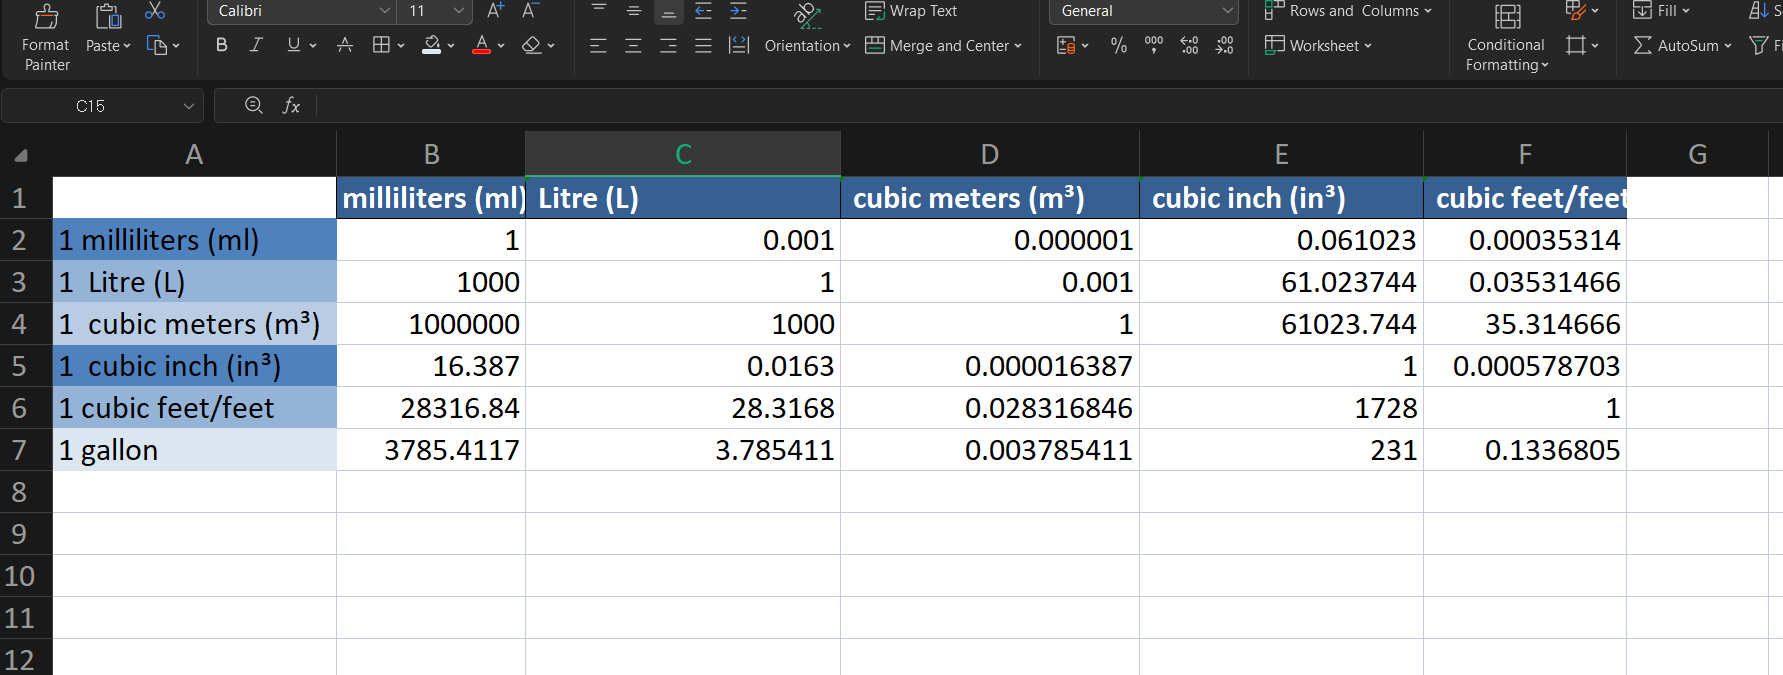 Calibri 11 A+ A- Wrap Text General Rows and Columns Fill
Format Painter Paste B I U A A Orientation Merge and Center % 000 Worksheet Conditional Formatting AutoSum
C15 fx
A B C D E F G
1 milliliters (ml) Litre (L) cubic meters (m³) cubic inch (in³) cubic feet/feet
2 1 milliliters (ml) 1 0.001 0.000001 0.061023 0.00035314
3 1 Litre (L) 1000 1 0.001 61.023744 0.03531466
4 1 cubic meters (m³) 1000000 1000 1 61023.744 35.314666
5 1 cubic inch (in³) 16.387 0.0163 0.000016387 1 0.000578703
6 1 cubic feet/feet 28316.84 28.3168 0.028316846 1728 1
7 1 gallon 3785.4117 3.785411 0.003785411 231 0.1336805
8
9
10
11
12